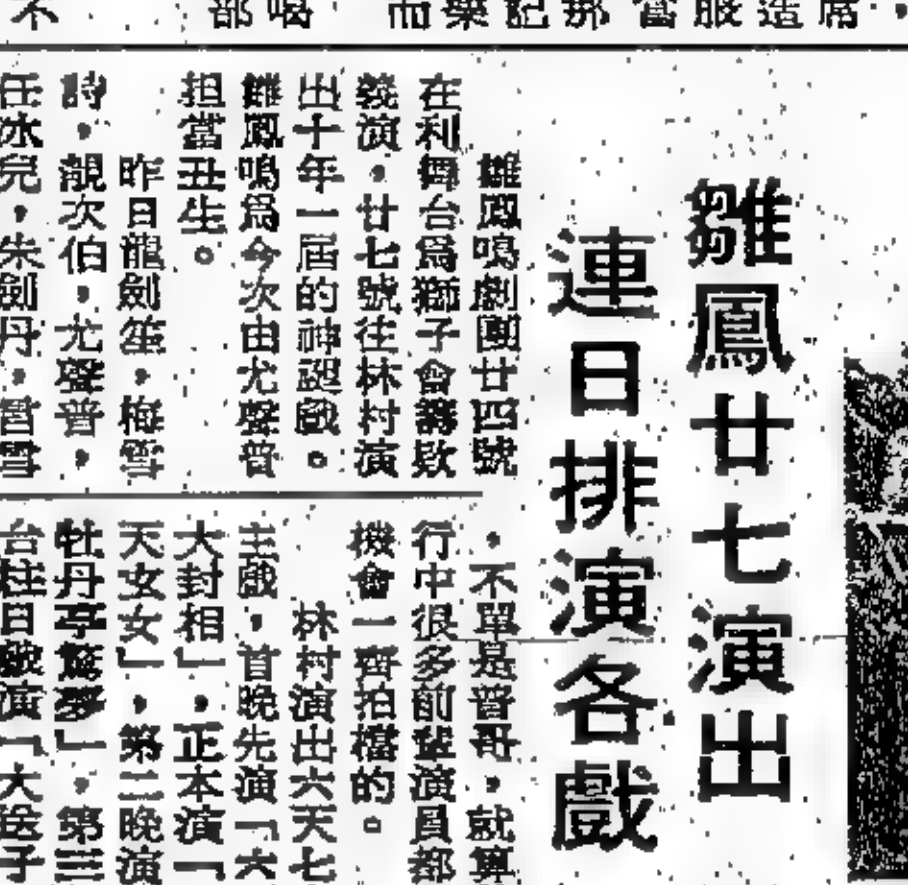 雛鳳廿七演出
連日排演各戲
雛鳳鳴劇團廿四號
在利舞台為獅子會籌款
義演，廿七號往林村演
出十年一屆的神誕戲。
雛鳳鳴為今次由尤聲普
担當丑生。
昨日龍劍笙，梅雪
詩，靚次伯，尤聲普，
任冰兒，朱劍丹，呂雪
，不單是普哥，就算
行中很多前輩演員都
機會一齊拍檔的。
林村演出六天七
主戲，首晚先演「六
大封相」，正本演「
天女女」，第二晚演
牡丹亭驚夢」，第三
台柱日戲演「大送子